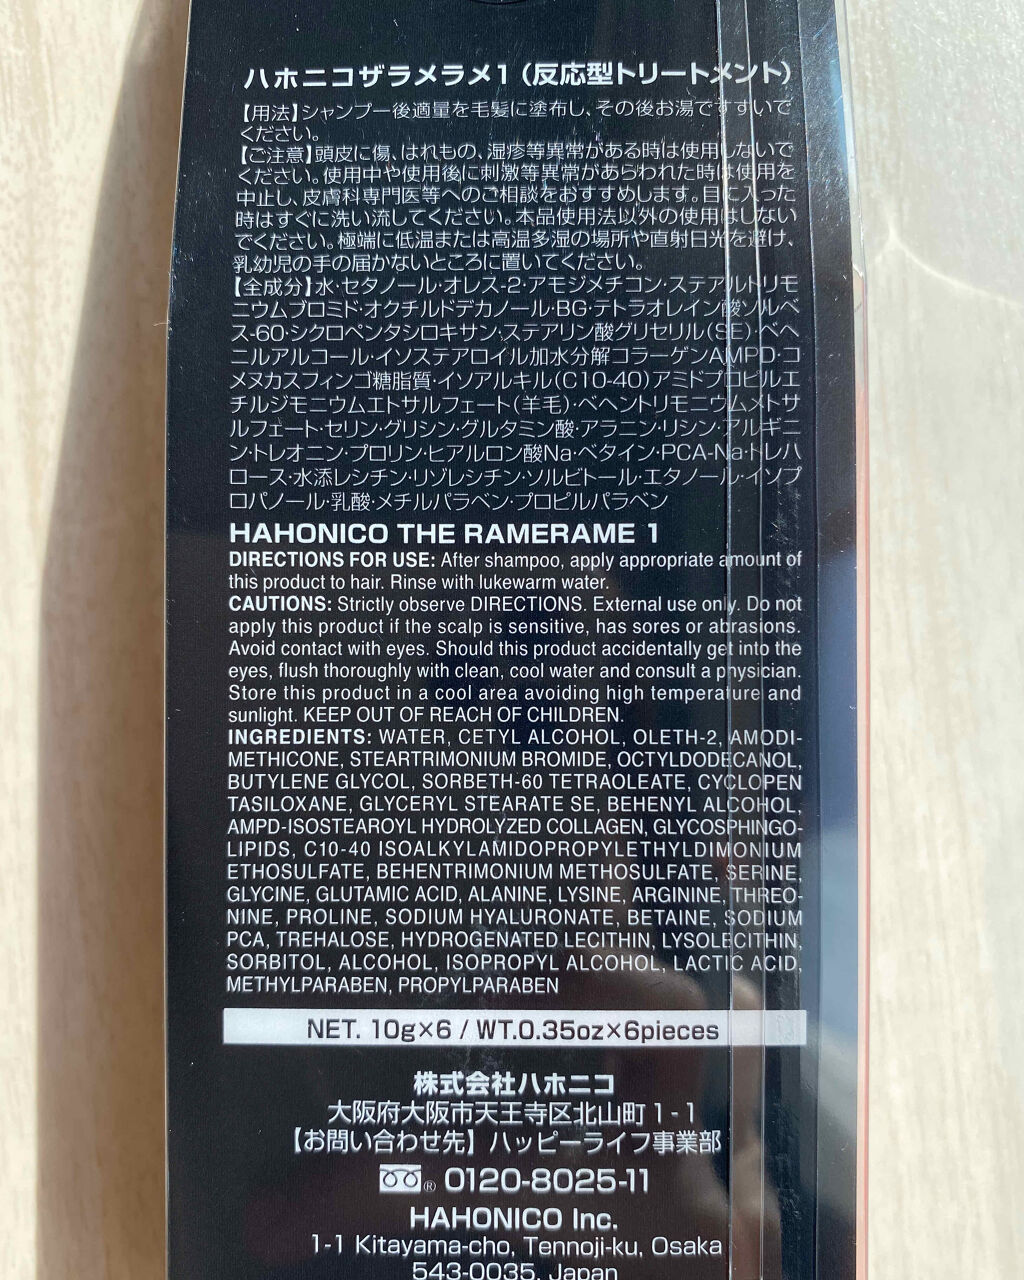 ハホニコザラメラメ1（反応型トリートメント）
【用法】シャンプー後適量を毛髪に塗布し、その後お湯ですすいで
ください。
【ご注意】頭皮に傷、はれもの、湿疹等異常がある時は使用しないで
ください。使用中や使用後に刺激等異常があらわれた時は使用を
中止し、皮膚科専門医等へのご相談をおすすめします。目に入った
時はすぐに洗い流してください。本品使用法以外の使用はしない
でください。極端に低温または高温多湿の場所や直射日光を避け、
乳幼児の手の届かないところに置いてください。
【全成分】水・セタノール・オレス-2・アモジメチコン・ステアルトリモ
ニウムブロミド・オクチルドデカノール・BG・テトラオレイン酸ソルベ
ス-60・シクロペンタシロキサン・ステアリン酸グリセリル（SE）・ベヘ
ニルアルコール・イソステアロイル加水分解コラーゲンAMPD・コ
メヌカスフィンゴ糖脂質・イソアルキル（C10-40）アミドプロピルエ
チルジモニウムエトサルフェート（羊毛）・ベヘントリモニウムメトサ
ルフェート・セリン・グリシン・グルタミン酸・アラニン・リシン・アルギニ
ン・トレオニン・プロリン・ヒアルロン酸Na・ベタイン・PCA-Na・トレハ
ロース・水添レシチン・リゾレシチン・ソルビトール・エタノール・イソプ
ロパノール・乳酸・メチルパラベン・プロピルパラベン
HAHONICO THE RAMERAME 1
DIRECTIONS FOR USE: After shampoo, apply appropriate amount of
this product to hair. Rinse with lukewarm water.
CAUTIONS: Strictly observe DIRECTIONS. External use only. Do not
apply this product if the scalp is sensitive, has sores or abrasions.
Avoid contact with eyes. Should this product accidentally get into the
eyes, flush thoroughly with clean, cool water and consult a physician.
Store this product in a cool area avoiding high temperature and
sunlight. KEEP OUT OF REACH OF CHILDREN.
INGREDIENTS: WATER, CETYL ALCOHOL, OLETH-2, AMODI-
METHICONE, STEARTRIMONIUM BROMIDE, OCTYLDODECANOL,
BUTYLENE GLYCOL, SORBETH-60 TETRAOLEATE, CYCLOPEN
TASILOXANE, GLYCERYL STEARATE SE, BEHENYL ALCOHOL,
AMPD-ISOSTEAROYL HYDROLYZED COLLAGEN, GLYCOSPHINGO-
LIPIDS, C10-40 ISOALKYLAMIDOPROPYLETHYLDIMONIUM
ETHOSULFATE, BEHENTRIMONIUM METHOSULFATE, SERINE,
GLYCINE, GLUTAMIC ACID, ALANINE, LYSINE, ARGININE, THREO-
NINE, PROLINE, SODIUM HYALURONATE, BETAINE, SODIUM
PCA, TREHALOSE, HYDROGENATED LECITHIN, LYSOLECITHIN,
SORBITOL, ALCOHOL, ISOPROPYL ALCOHOL, LACTIC ACID,
METHYLPARABEN, PROPYLPARABEN
NET. 10g×6 / WT.0.35oz×6pieces
株式会社ハホニコ
大阪府大阪市天王寺区北山町1-1
【お問い合わせ先】ハッピーライフ事業部
® 0120-8025-11
HAHONICO Inc.
1-1 Kitayama-cho, Tennoji-ku, Osaka
543-0035, Japan